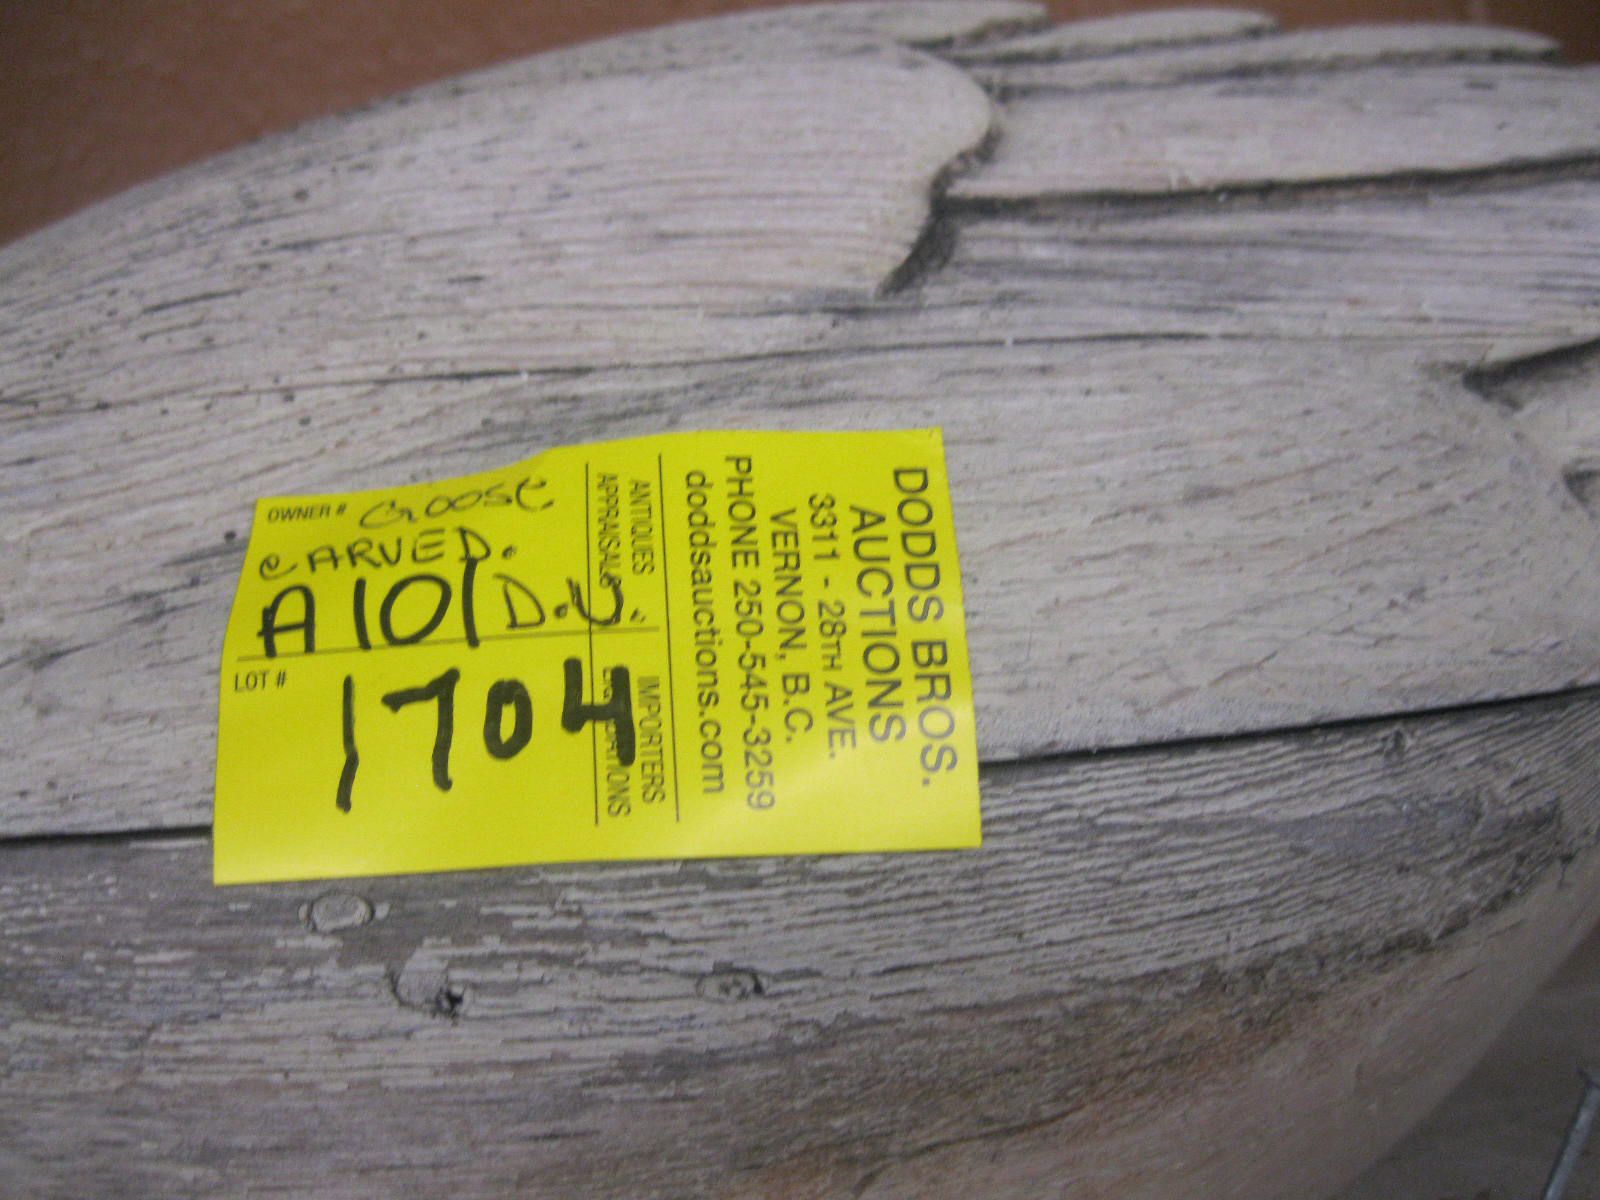 DODDS BROS.
AUCTIONS
3311 - 28TH AVE.
VERNON, B.C.
PHONE 250-545-3259
doddsauctions.com
ANTIQUES IMPORTERS
APPRAISALS LIQUIDATIONS
OWNER # GOOSE
CARVED
A101
LOT #
1704